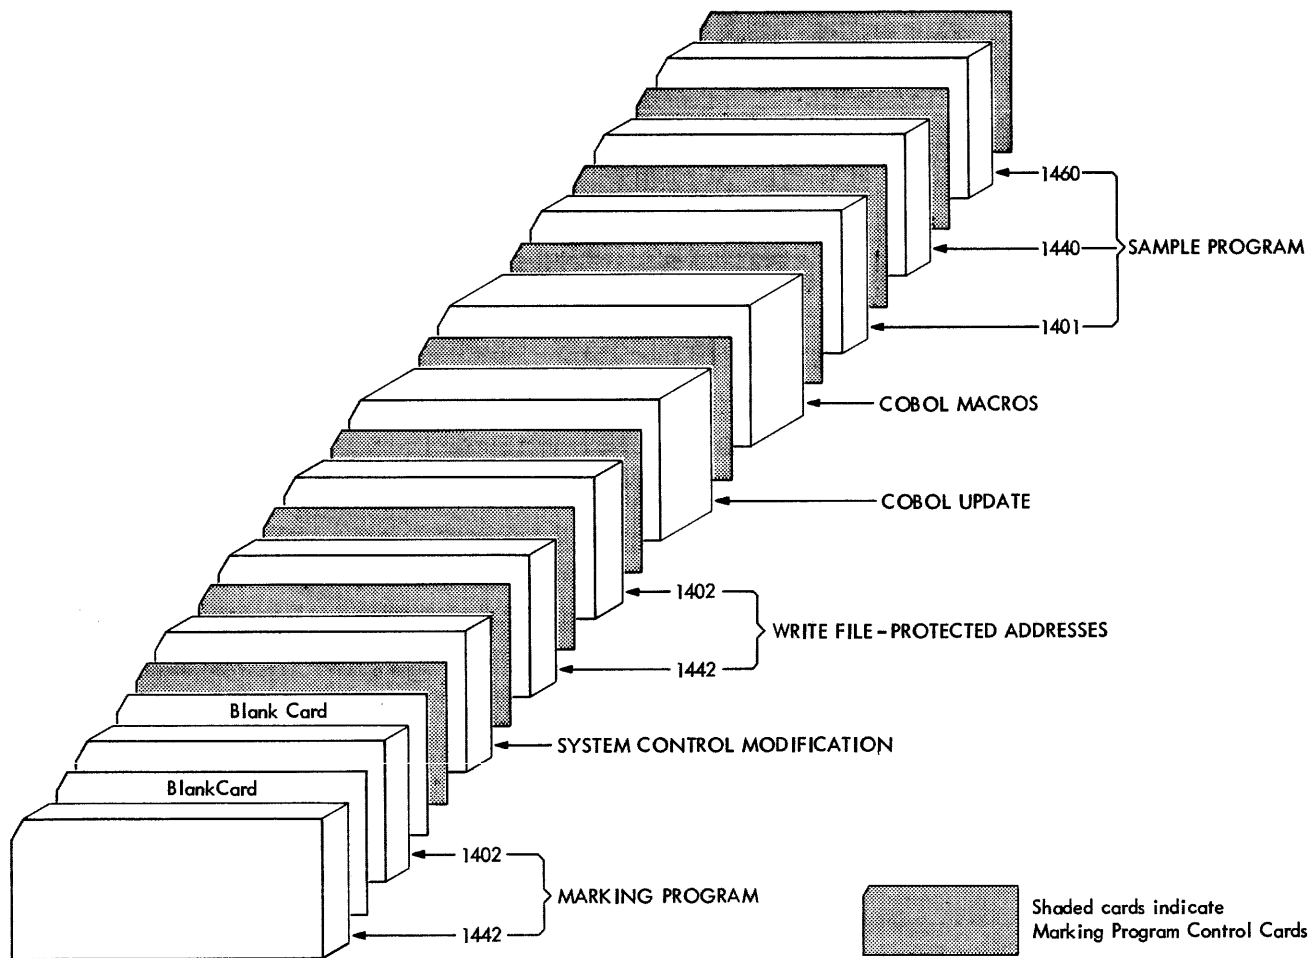 1460
1440
SAMPLE PROGRAM
1401
COBOL MACROS
COBOL UPDATE
1402
WRITE FILE-PROTECTED ADDRESSES
1442
Blank Card
SYSTEM CONTROL MODIFICATION
BlankCard
1402
MARKING PROGRAM
1442
Shaded cards indicate
Marking Program Control Cards